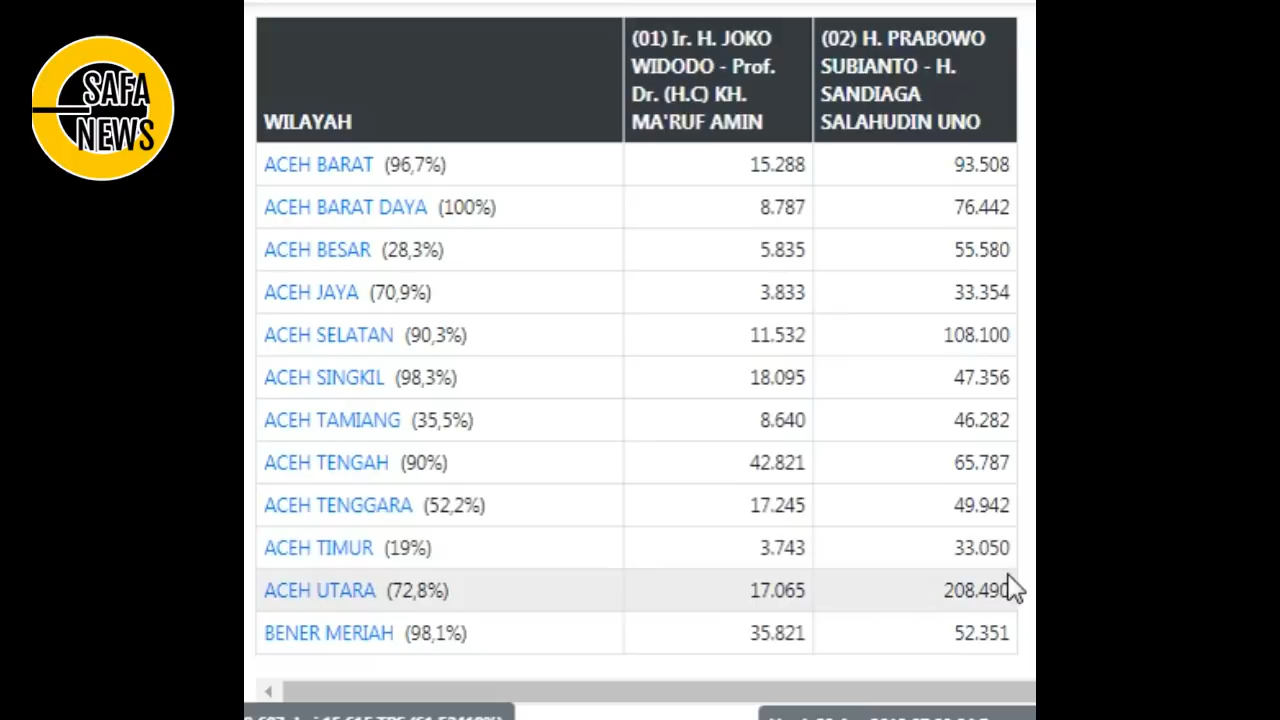 SAFA
NEWS
WILAYAH
(01) Ir. H. JOKO
WIDODO - Prof.
Dr. (H.C) KH.
MA'RUF AMIN
(02) H. PRABOWO
SUBIANTO - H.
SANDIAGA
SALAHUDIN UNO
ACEH BARAT (96,7%) 15.288 93.508
ACEH BARAT DAYA (100%) 8.787 76.442
ACEH BESAR (28,3%) 5.835 55.580
ACEH JAYA (70,9%) 3.833 33.354
ACEH SELATAN (90,3%) 11.532 108.100
ACEH SINGKIL (98,3%) 18.095 47.356
ACEH TAMIANG (35,5%) 8.640 46.282
ACEH TENGAH (90%) 42.821 65.787
ACEH TENGGARA (52,2%) 17.245 49.942
ACEH TIMUR (19%) 3.743 33.050
ACEH UTARA (72,8%) 17.065 208.490
BENER MERIAH (98,1%) 35.821 52.351